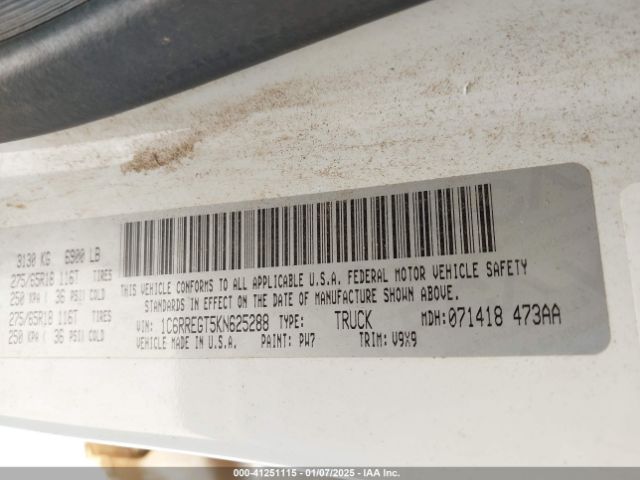 3130 KG 6900 LB
275/65R18 116T TIRES
250 KPA ( 36 PSI) COLD
275/65R18 116T TIRES
250 KPA ( 36 PSI) COLD
THIS VEHICLE CONFORMS TO ALL APPLICABLE U.S.A. FEDERAL MOTOR VEHICLE SAFETY
STANDARDS IN EFFECT ON THE DATE OF MANUFACTURE SHOWN ABOVE.
VIN: 1C6RREGT5KN625288 TYPE: TRUCK MDH: 071418 473AA
VEHICLE MADE IN U.S.A. PAINT: PW7 TRIM: V9X9
000-41251115 - 01/07/2025 - IAA Inc.